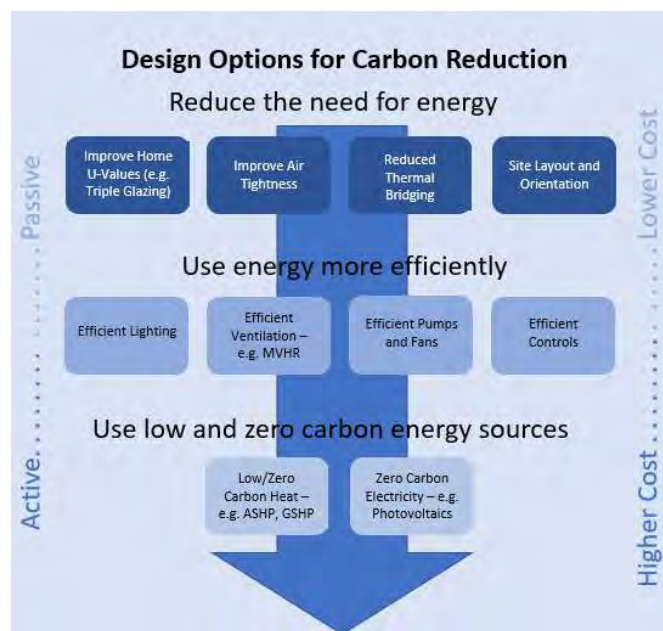 Design Options for Carbon Reduction
Reduce the need for energy
Improve Home
U-Values (e.g.
Triple Glazing)
Improve Air
Tightness
Reduced
Thermal
Bridging
Site Layout and
Orientation
Use energy more efficiently
Efficient Lighting
Efficient
Ventilation –
e.g. MVHR
Efficient Pumps
and Fans
Efficient
Controls
Use low and zero carbon energy sources
Low/Zero
Carbon Heat –
e.g. ASHP, GSHP
Zero Carbon
Electricity – e.g.
Photovoltaics
Active. . . . . . . . . . . . . . . Passive
Higher Cost. . . . . . . . . . . . . . . Lower Cost